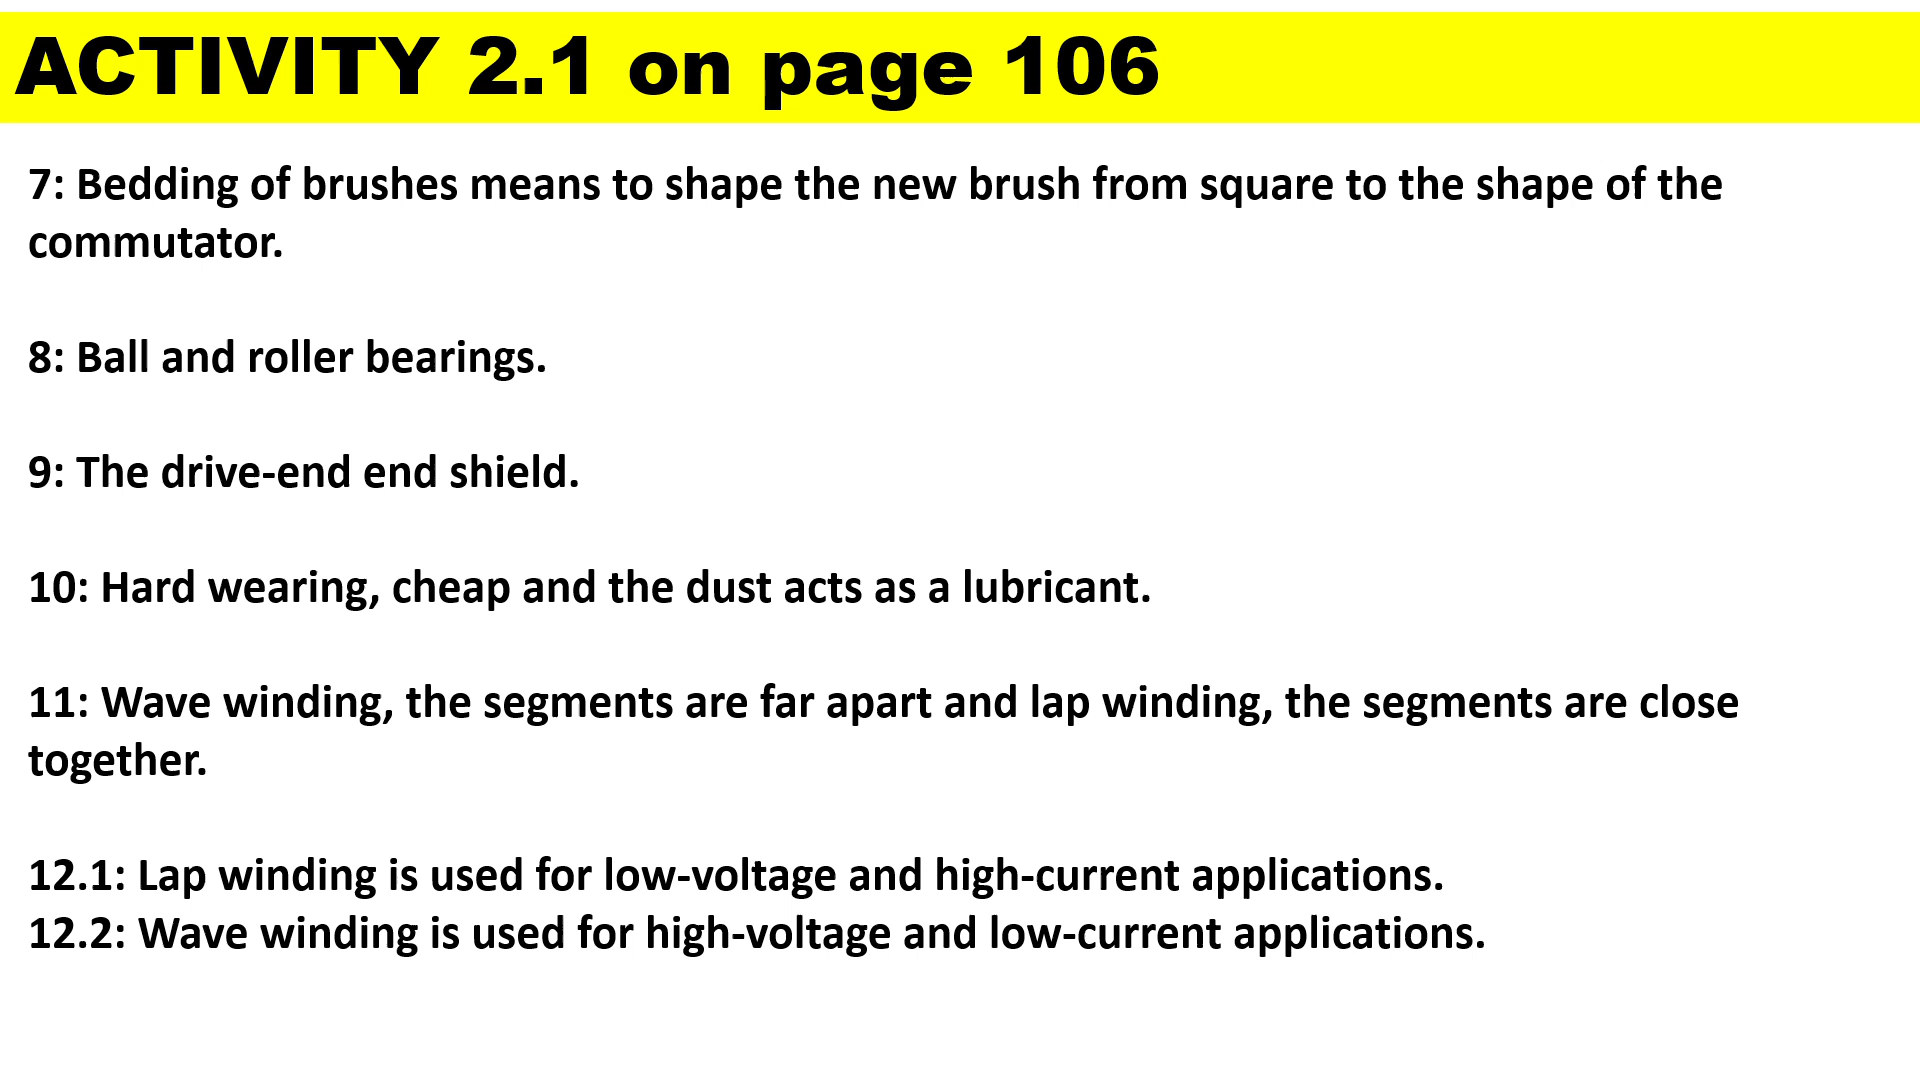 ACTIVITY 2.1 on page 106
7: Bedding of brushes means to shape the new brush from square to the shape of the
commutator.
8: Ball and roller bearings.
9: The drive-end end shield.
10: Hard wearing, cheap and the dust acts as a lubricant.
11: Wave winding, the segments are far apart and lap winding, the segments are close
together.
12.1: Lap winding is used for low-voltage and high-current applications.
12.2: Wave winding is used for high-voltage and low-current applications.